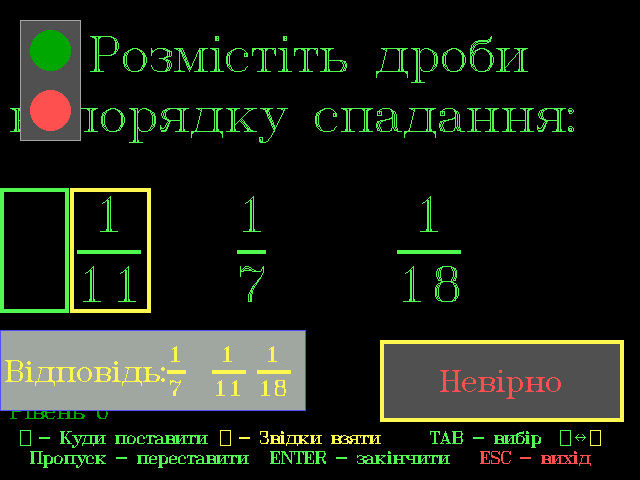 Розмістіть дроби
порядку спадання:
1/11 1/7 1/18
Відповідь: 1/7 1/11 1/18
Невірно
Рівень 6
– Куди поставити – Звідки взяти TAB – вибір ↔
Пропуск – переставити ENTER – закінчити ESC – вихід